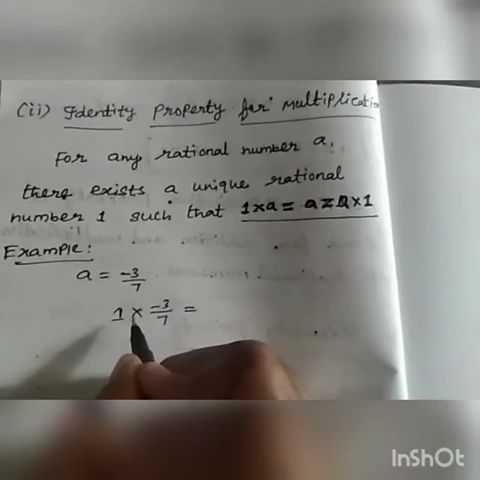 (ii) Identity Property for Multiplicatio
For any rational number a,
there exists a unique rational
number 1 such that 1×a = a = a×1
Example:
a = -3/7
1 × -3/7 =
InShOt